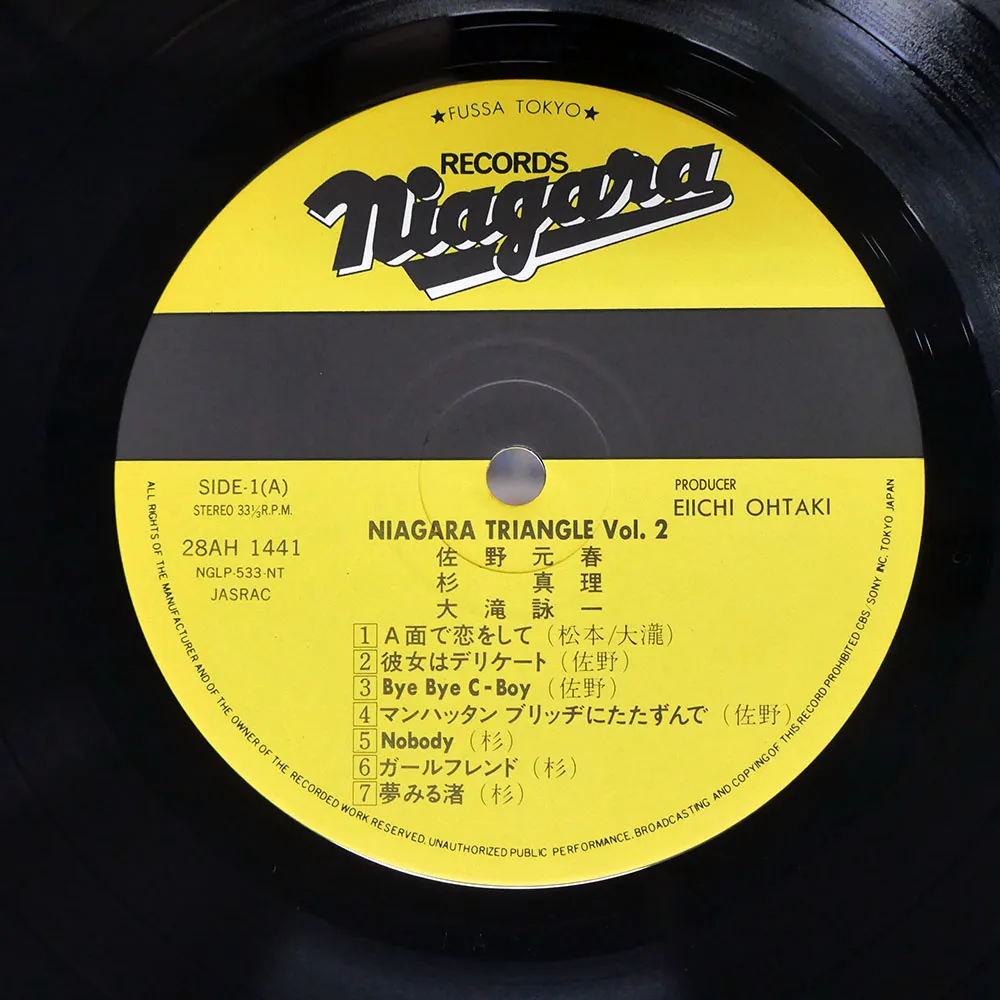 ★FUSSA TOKYO★
RECORDS
Niagara
SIDE-1(A)
STEREO 33⅓R.P.M.
28AH 1441
NGLP-533-NT
JASRAC
PRODUCER
EIICHI OHTAKI
NIAGARA TRIANGLE Vol. 2
佐野元春
杉真理
大滝詠一
1 A面で恋をして (松本/大瀧)
2 彼女はデリケート (佐野)
3 Bye Bye C-Boy (佐野)
4 マンハッタン ブリッヂにたたずんで (佐野)
5 Nobody (杉)
6 ガールフレンド (杉)
7 夢みる渚 (杉)
ALL RIGHTS OF THE MANUFACTURER AND OF THE OWNER OF THE RECORDED WORK RESERVED. UNAUTHORIZED PUBLIC PERFORMANCE. BROADCASTING AND COPYING OF THIS RECORD PROHIBITED CBS/SONY INC. TOKYO JAPAN